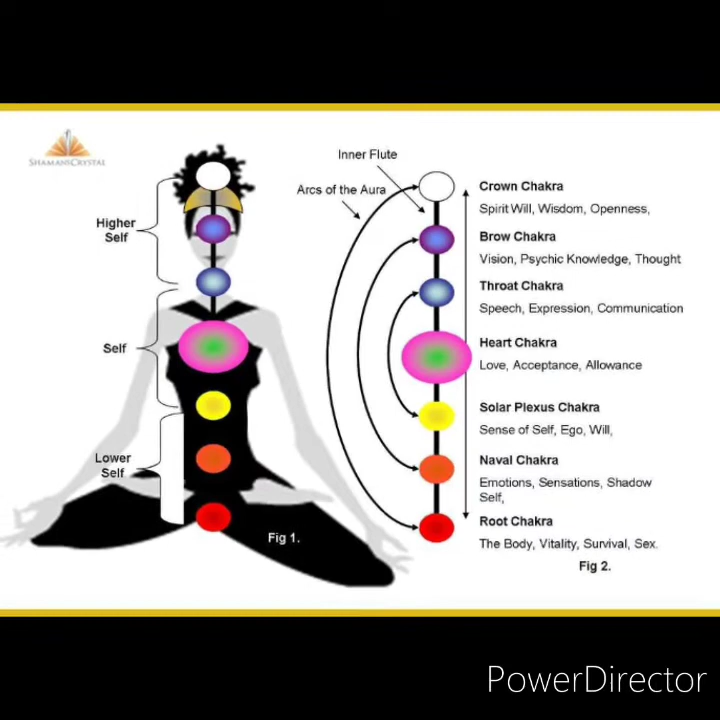 SHAMANSCRYSTAL
Higher
Self
Self
Lower
Self
Fig 1.
Inner Flute
Arcs of the Aura
Crown Chakra
Spirit Will, Wisdom, Openness,
Brow Chakra
Vision, Psychic Knowledge, Thought
Throat Chakra
Speech, Expression, Communication
Heart Chakra
Love, Acceptance, Allowance
Solar Plexus Chakra
Sense of Self, Ego, Will,
Naval Chakra
Emotions, Sensations, Shadow
Self,
Root Chakra
The Body, Vitality, Survival, Sex.
Fig 2.
PowerDirector